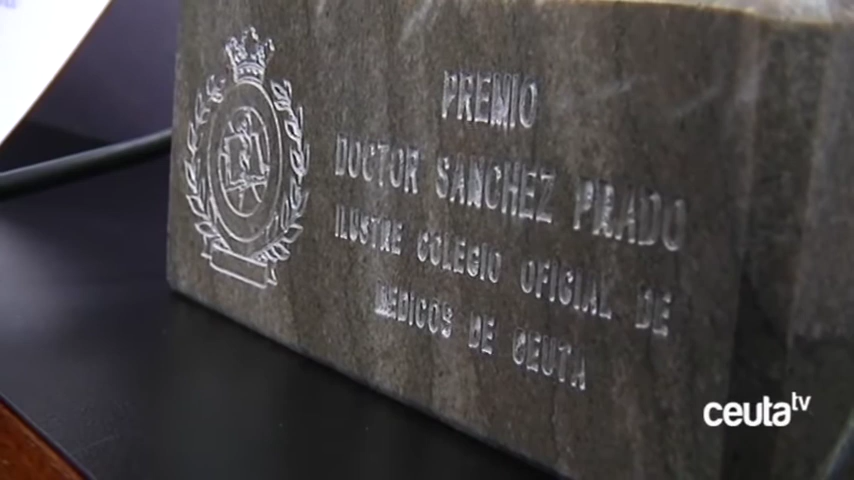 PREMIO
DOCTOR SANCHEZ PRADO
ILUSTRE COLEGIO OFICIAL DE
MEDICOS DE CEUTA
ceutatv